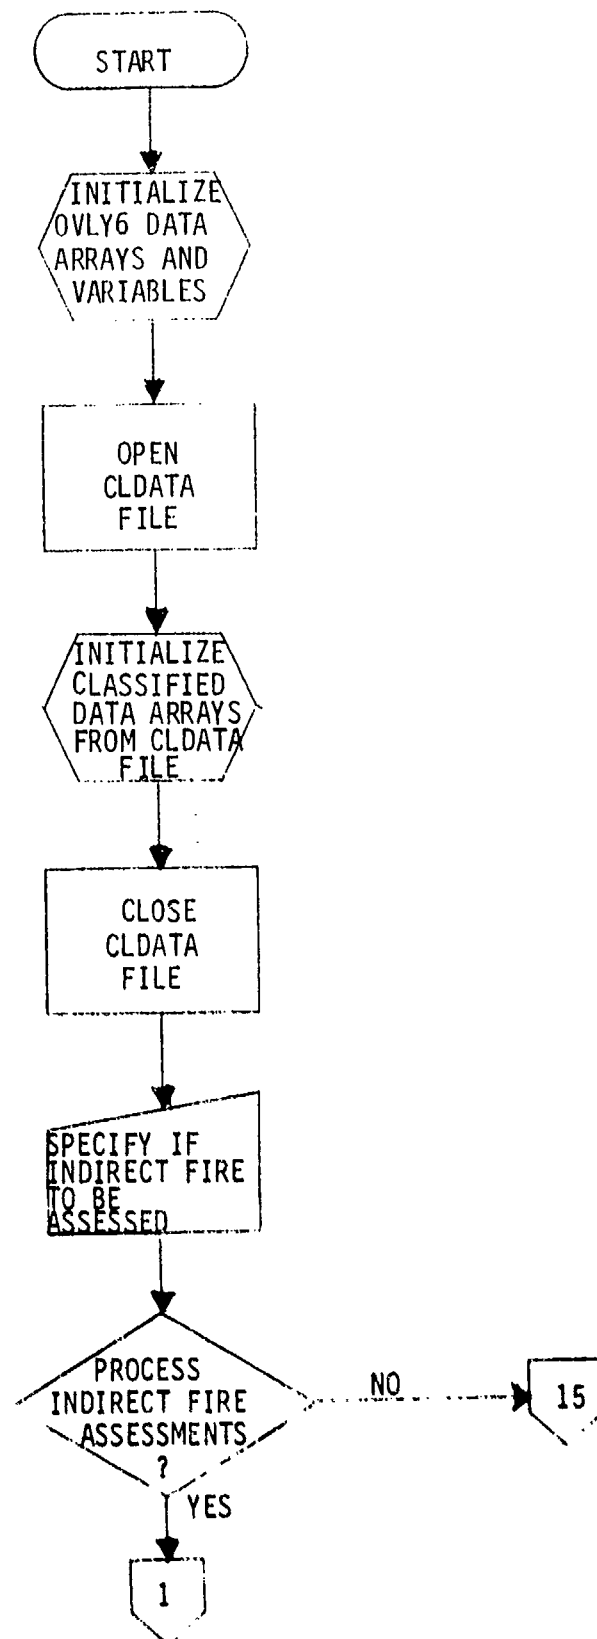 START
INITIALIZE
OVLY6 DATA
ARRAYS AND
VARIABLES
OPEN
CLDATA
FILE
INITIALIZE
CLASSIFIED
DATA ARRAYS
FROM CLDATA
FILE
CLOSE
CLDATA
FILE
SPECIFY IF
INDIRECT FIRE
TO BE
ASSESSED
PROCESS
INDIRECT FIRE
ASSESSMENTS
?
NO
15
YES
1